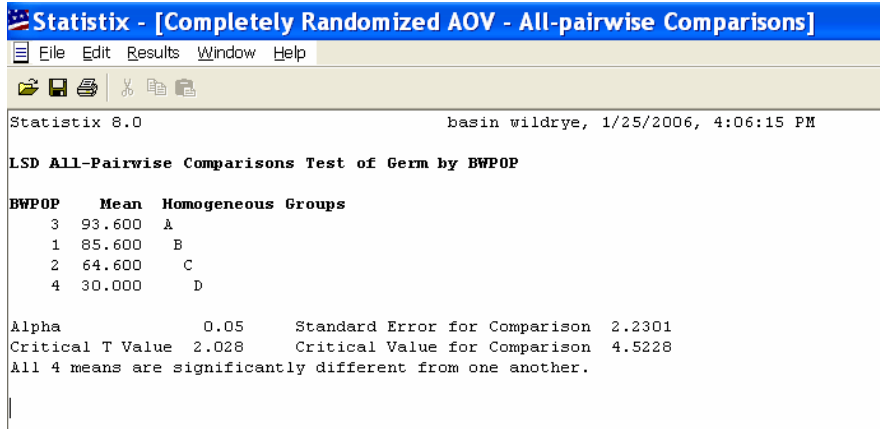 Statistix - [Completely Randomized AOV - All-pairwise Comparisons]
File Edit Results Window Help
Statistix 8.0 basin wildrye, 1/25/2006, 4:06:15 PM
LSD All-Pairwise Comparisons Test of Germ by BWPOP
BWPOP Mean Homogeneous Groups
3 93.600 A
1 85.600 B
2 64.600 C
4 30.000 D
Alpha 0.05 Standard Error for Comparison 2.2301
Critical T Value 2.028 Critical Value for Comparison 4.5228
All 4 means are significantly different from one another.